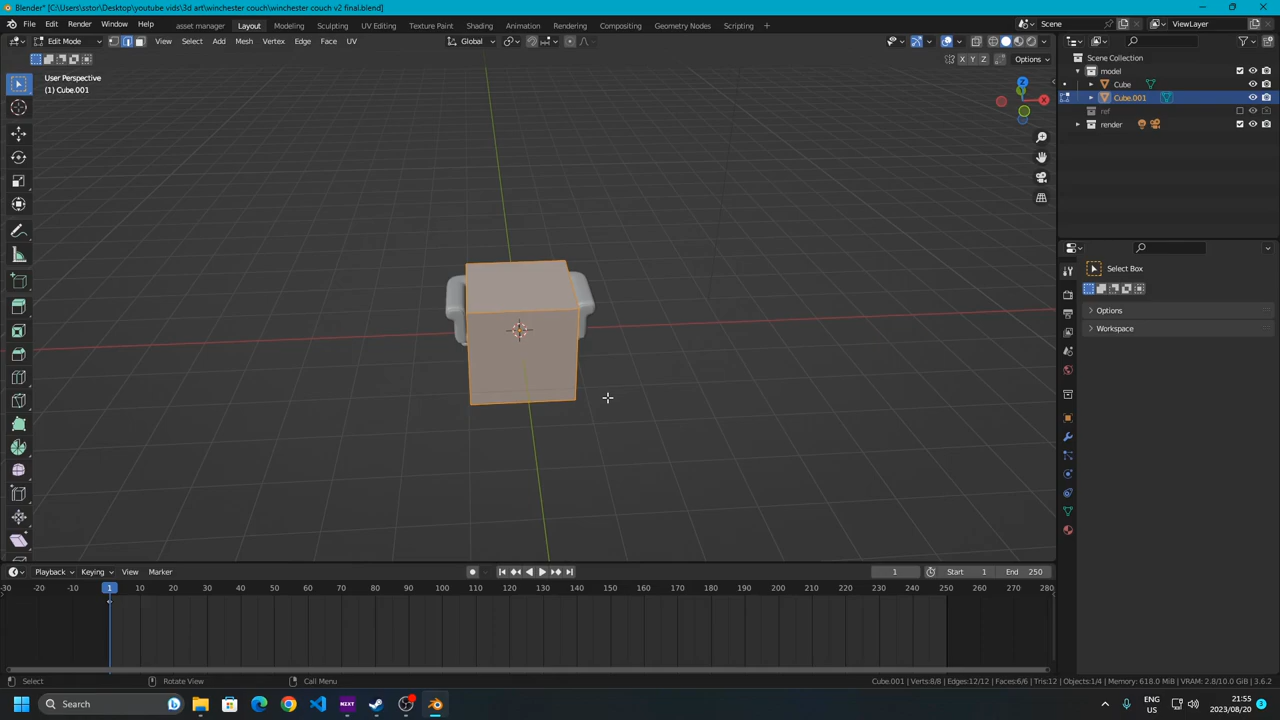 Blender* [C:\Users\sstor\Desktop\youtube vids\3d art\winchester couch\winchester couch v2 final.blend]
File Edit Render Window Help asset manager Layout Modeling Sculpting UV Editing Texture Paint Shading Animation Rendering Compositing Geometry Nodes Scripting + Scene ViewLayer
Edit Mode View Select Add Mesh Vertex Edge Face UV Global
X Y Z Options
User Perspective
(1) Cube.001
Z
X
Scene Collection
model
Cube
Cube.001
ref
render
Select Box
Options
Workspace
Playback Keying View Marker 1 Start 1 End 250
-30 -20 -10 1 10 20 30 40 50 60 70 80 90 100 110 120 130 140 150 160 170 180 190 200 210 220 230 240 250 260 270 280
Select Rotate View Call Menu Cube.001 | Verts:8/8 | Edges:12/12 | Faces:6/6 | Tris:12 | Objects:1/4 | Memory: 618.0 MiB | VRAM: 2.8/10.0 GiB | 3.6.2
Search NZXT ENG US 21:55 2023/08/20